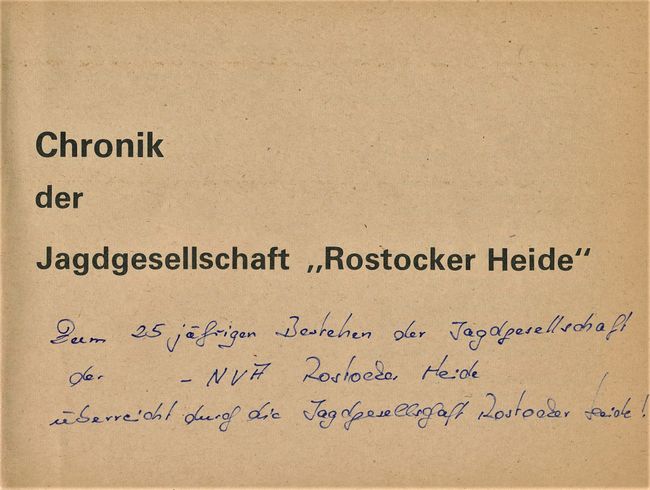 Chronik
der
Jagdgesellschaft „Rostocker Heide“
Zum 25 jährigen Bestehen der Jagdgesellschaft
der - NVA Rostocker Heide
überreicht durch die Jagdgesellschaft Rostocker Heide!